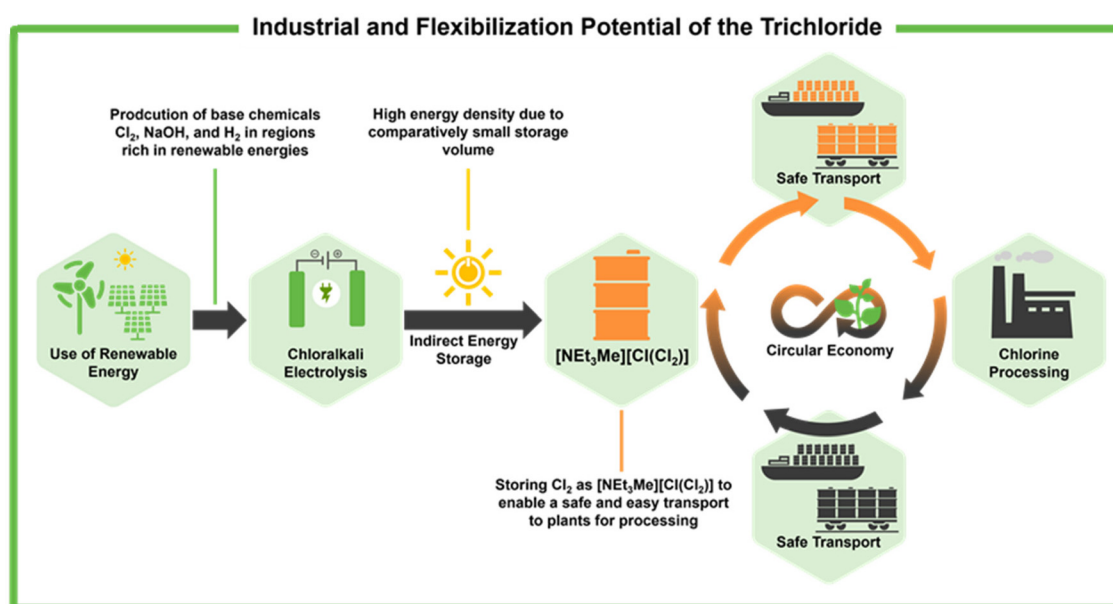 Industrial and Flexibilization Potential of the Trichloride
Prodcution of base chemicals
Cl₂, NaOH, and H₂ in regions
rich in renewable energies
High energy density due to
comparatively small storage
volume
Safe Transport
Use of Renewable
Energy
Chloralkali
Electrolysis
Indirect Energy
Storage
[NEt₃Me][Cl(Cl₂)]
Circular Economy
Chlorine
Processing
Storing Cl₂ as [NEt₃Me][Cl(Cl₂)] to
enable a safe and easy transport
to plants for processing
Safe Transport